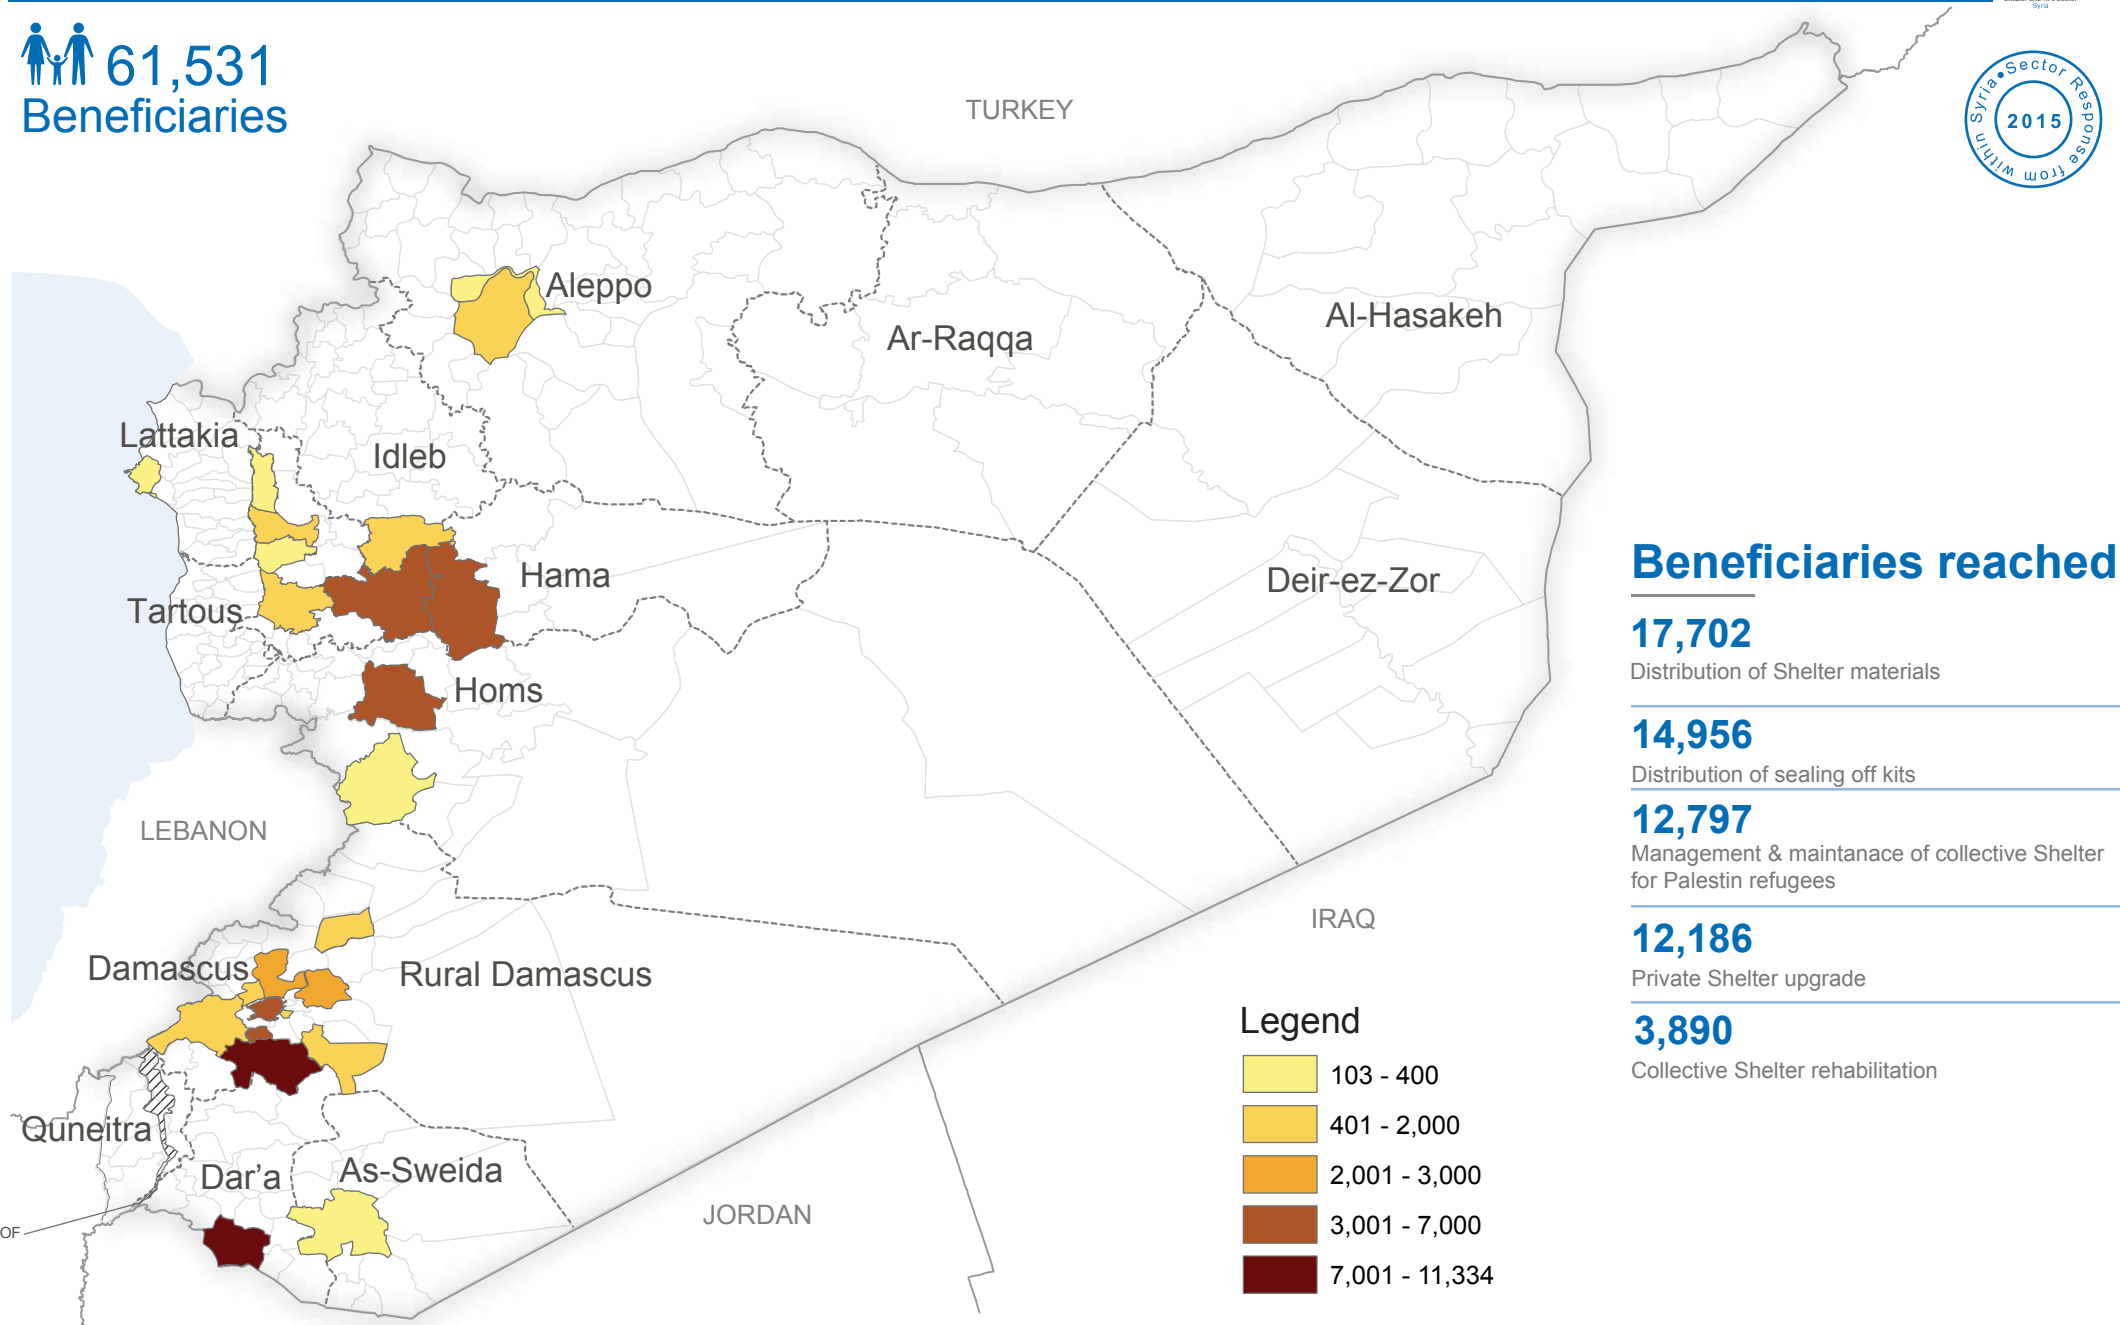 Syria
61,531
Beneficiaries
Sector Response from within Syria
2015
TURKEY
Aleppo
Ar-Raqqa
Al-Hasakeh
Lattakia
Idleb
Hama
Deir-ez-Zor
Tartous
Homs
LEBANON
IRAQ
Damascus
Rural Damascus
Quneitra
Dar’a
As-Sweida
JORDAN
OF
Beneficiaries reached
17,702
Distribution of Shelter materials
14,956
Distribution of sealing off kits
12,797
Management & maintanace of collective Shelter
for Palestin refugees
12,186
Private Shelter upgrade
3,890
Collective Shelter rehabilitation
Legend
103 - 400
401 - 2,000
2,001 - 3,000
3,001 - 7,000
7,001 - 11,334